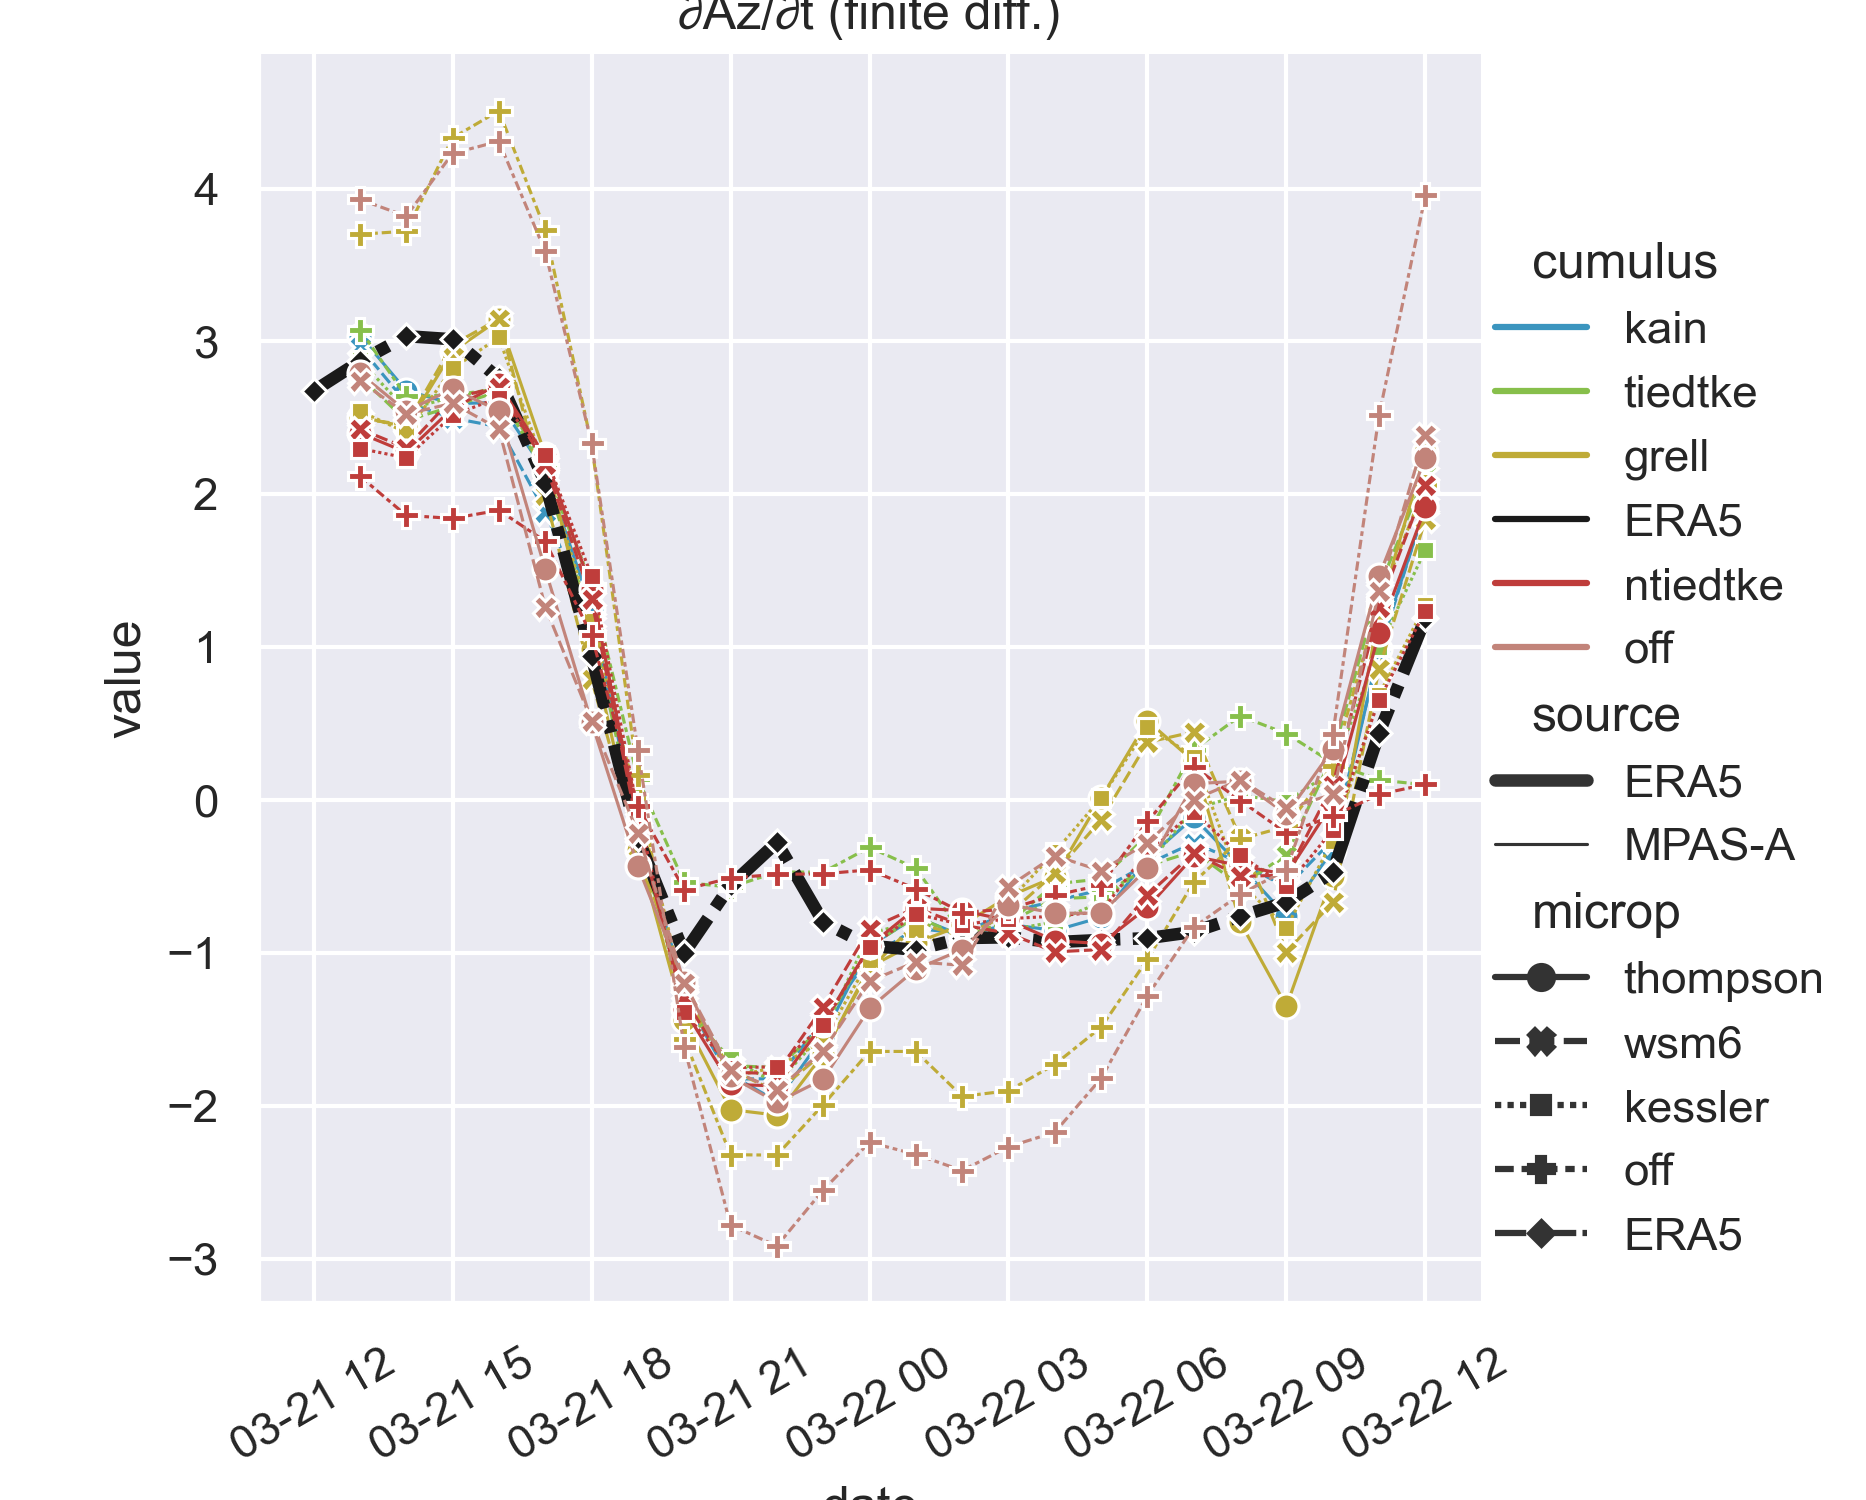 ∂Az/∂t (finite diff.)
4
3
2
1
0
−1
−2
−3
value
03-21 12
03-21 15
03-21 18
03-21 21
03-22 00
03-22 03
03-22 06
03-22 09
03-22 12
date
cumulus
kain
tiedtke
grell
ERA5
ntiedtke
off
source
ERA5
MPAS-A
microp
thompson
wsm6
kessler
off
ERA5